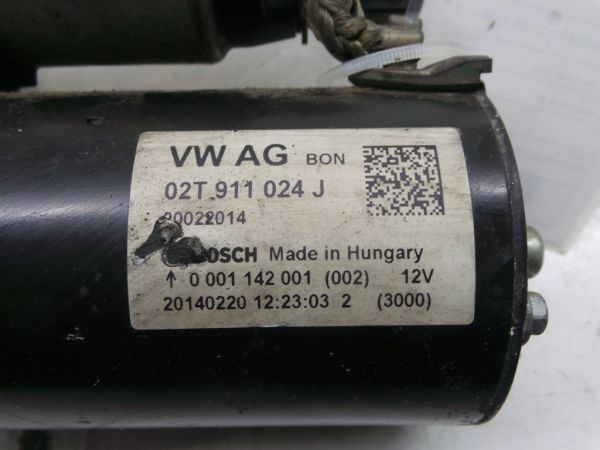 VW AG BON
02T 911 024 J
20022014
BOSCH Made in Hungary
↑ 0 001 142 001 (002) 12V
20140220 12:23:03 2 (3000)